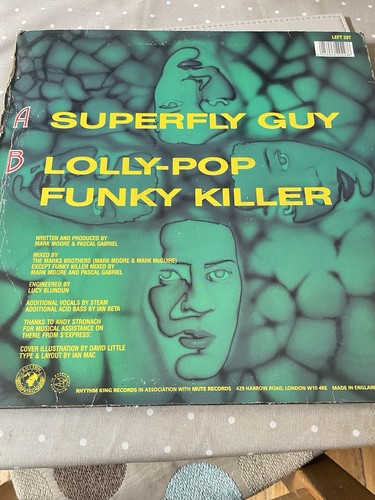 LEFT 28T
A SUPERFLY GUY
B LOLLY-POP
FUNKY KILLER
WRITTEN AND PRODUCED BY
MARK MOORE & PASCAL GABRIEL
MIXED BY
THE MARKS BROTHERS (MARK MOORE & MARK McGUIRE)
EXCEPT FUNKY KILLER MIXED BY
MARK MOORE AND PASCAL GABRIEL
ENGINEERED BY
LUCY BLUNDUN
ADDITIONAL VOCALS BY STEAM
ADDITIONAL ACID BASS BY IAN BETA
THANKS TO ANDY STRONACH
FOR MUSICAL ASSISTANCE ON
THEME FROM S'EXPRESS.
COVER ILLUSTRATION BY DAVID LITTLE
TYPE & LAYOUT BY IAN MAC
RHYTHM KING RECORDS IN ASSOCIATION WITH MUTE RECORDS 429 HARROW ROAD, LONDON W10 4RE MADE IN ENGLAND